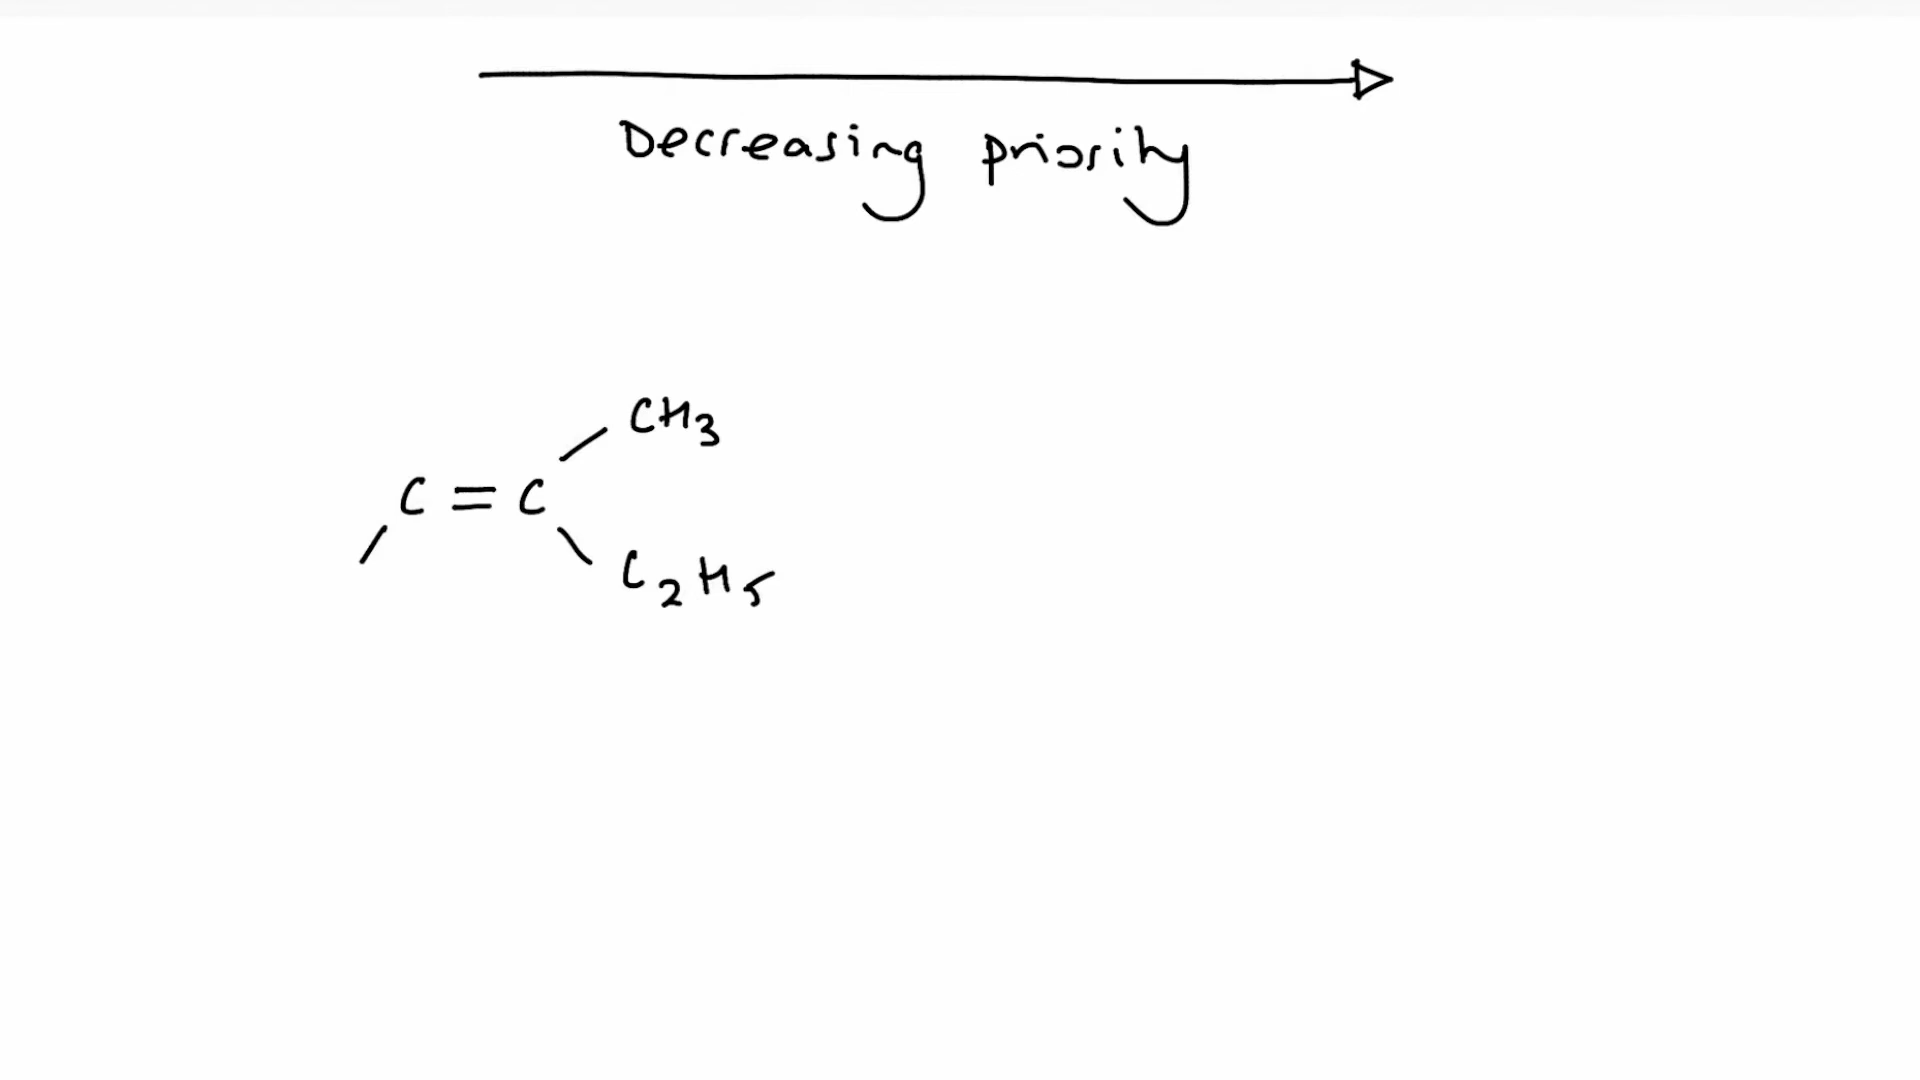 Decreasing priority
CH3
C = C
C2H5